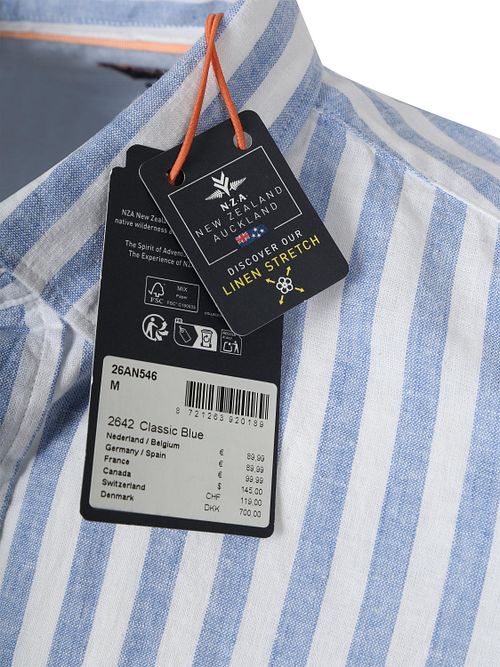 N.Z.A.
NEW ZEALAND
AUCKLAND
DISCOVER OUR
LINEN STRETCH
NZA New Zeal
native wilderness o
The Spirit of Adven
The Experience of N.Z
FSC
MIX
Paper
26AN546
M
8 721263 920189
2642 Classic Blue
Nederland / Belgium € 89,99
Germany / Spain € 89,99
France € 99,99
Canada $ 145,00
Switzerland CHF 119,00
Denmark DKK 700,00